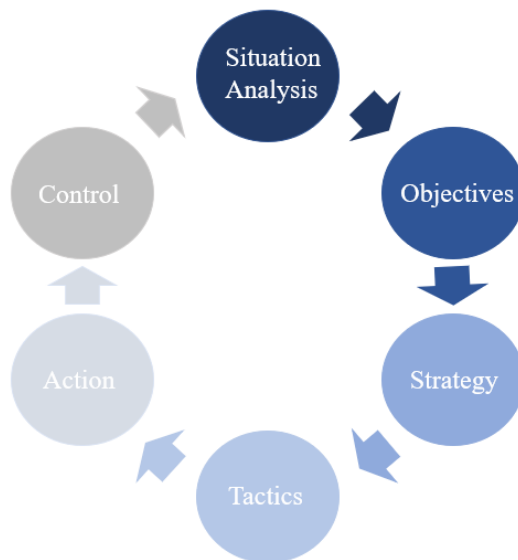 Situation
Analysis
Objectives
Strategy
Tactics
Action
Control